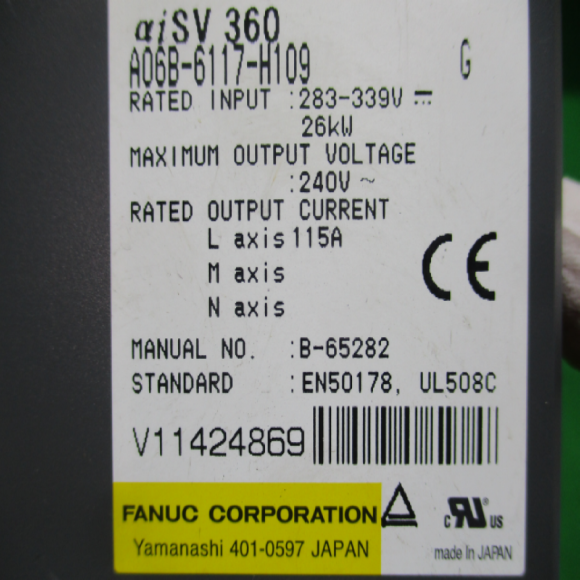 αiSV 360
A06B-6117-H109 G
RATED INPUT :283-339V ⎓
26kW
MAXIMUM OUTPUT VOLTAGE
:240V ~
RATED OUTPUT CURRENT
L axis 115A
M axis
N axis
CE
MANUAL NO. :B-65282
STANDARD :EN50178, UL508C
V11424869
FANUC CORPORATION
Yamanashi 401-0597 JAPAN
c RU US
made In JAPAN